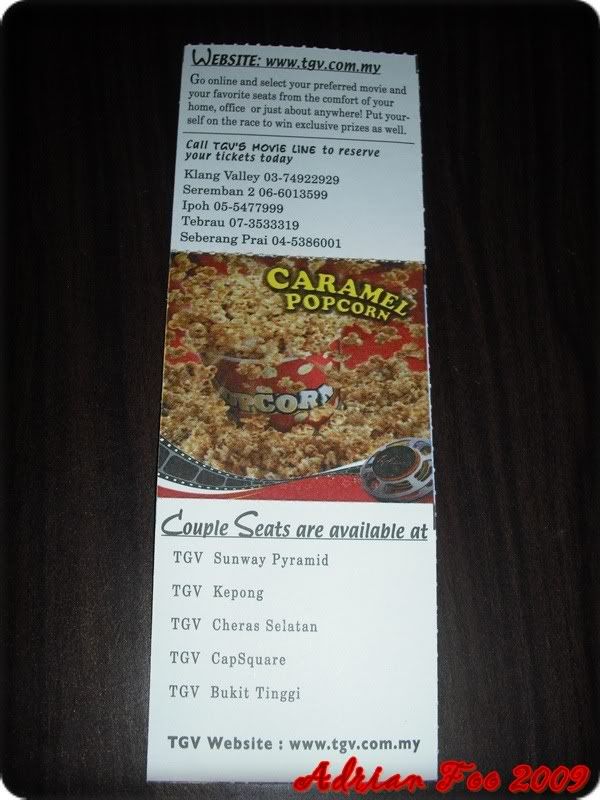 WEBSITE: www.tgv.com.my
Go online and select your preferred movie and
your favorite seats from the comfort of your
home, office or just about anywhere! Put your-
self on the race to win exclusive prizes as well.
Call TGV'S MOVIE LINE to reserve
your tickets today
Klang Valley 03-74922929
Seremban 2 06-6013599
Ipoh 05-5477999
Tebrau 07-3533319
Seberang Prai 04-5386001
CARAMEL
POPCORN
POPCORN
Couple Seats are available at
TGV Sunway Pyramid
TGV Kepong
TGV Cheras Selatan
TGV CapSquare
TGV Bukit Tinggi
TGV Website : www.tgv.com.my
Adrian Foo 2009